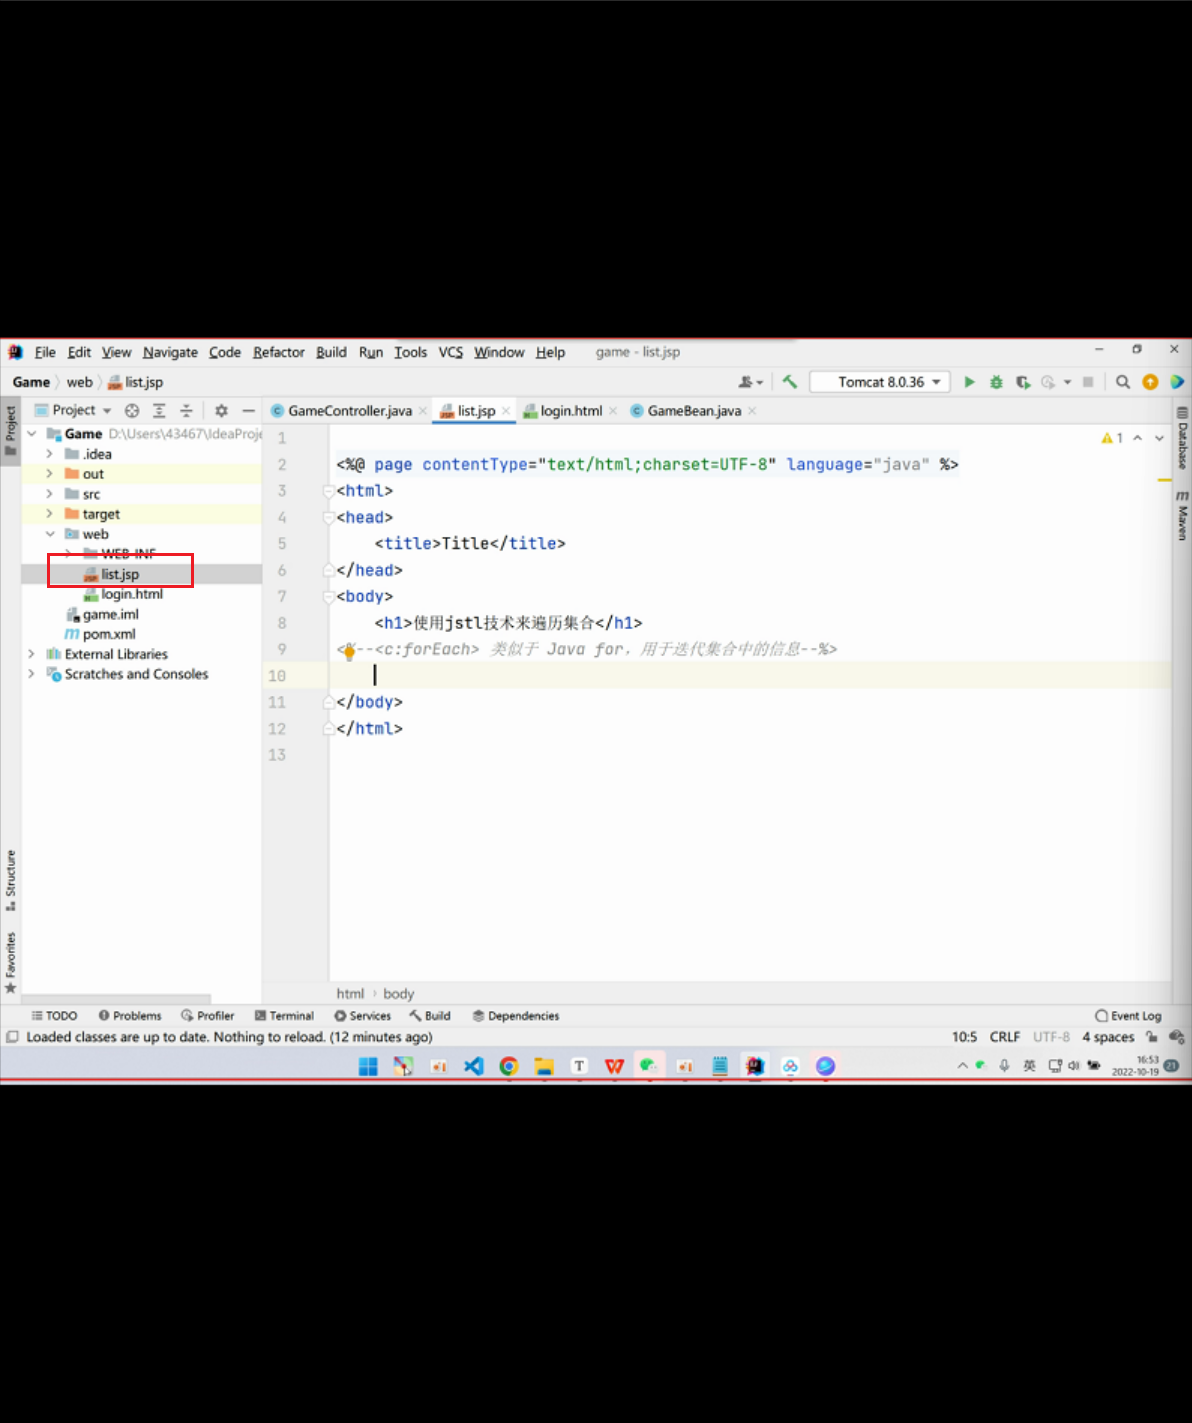 File Edit View Navigate Code Refactor Build Run Tools VCS Window Help game - list.jsp
Game web list.jsp Tomcat 8.0.36
Project GameController.java list.jsp login.html GameBean.java
Game D:\Users\43467\IdeaProje
.idea
out
src
target
web
WEB-INF
list.jsp
login.html
game.iml
pom.xml
External Libraries
Scratches and Consoles
Project
Structure
Favorites
1
2 <%@ page contentType="text/html;charset=UTF-8" language="java" %>
3 <html>
4 <head>
5 <title>Title</title>
6 </head>
7 <body>
8 <h1>使用jstl技术来遍历集合</h1>
9 <%--<c:forEach> 类似于 Java for，用于迭代集合中的信息--%>
10
11 </body>
12 </html>
13
1
Database
Maven
html body
TODO Problems Profiler Terminal Services Build Dependencies Event Log
Loaded classes are up to date. Nothing to reload. (12 minutes ago) 10:5 CRLF UTF-8 4 spaces
英 16:53
2022-10-19 21